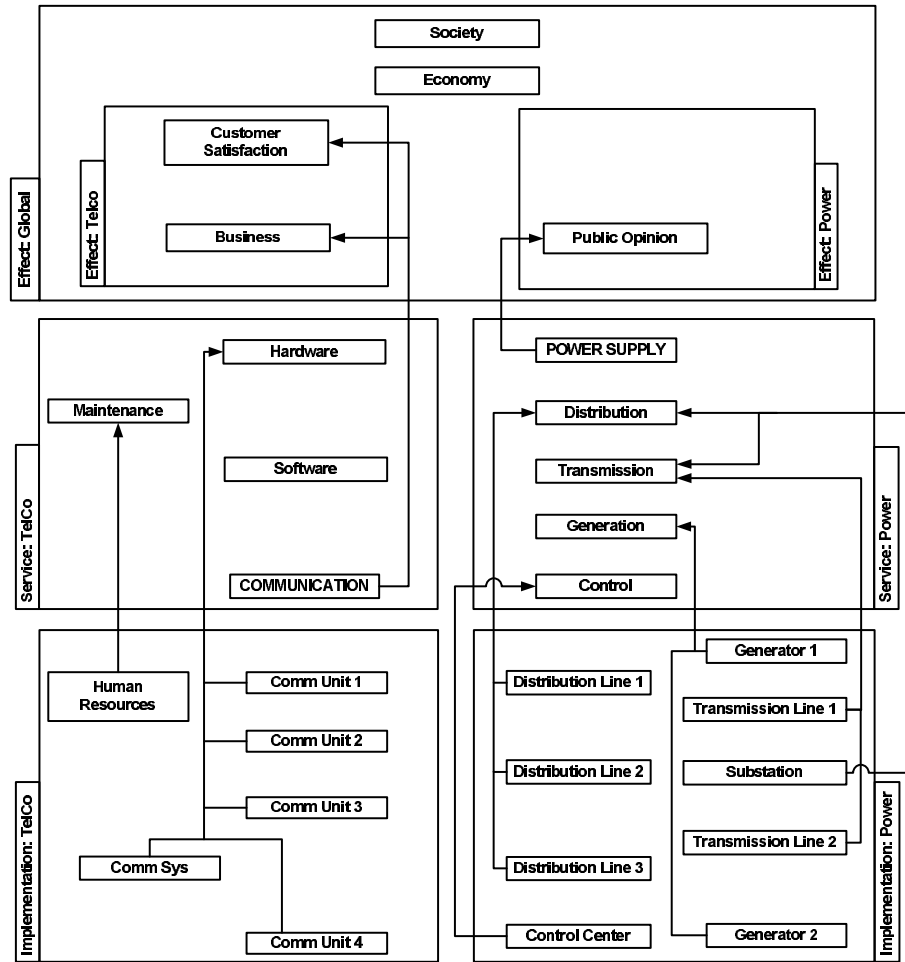 Society
Economy
Effect: Global
Effect: Telco
Customer
Satisfaction
Business
Public Opinion
Effect: Power
Service: TelCo
Hardware
Maintenance
Software
COMMUNICATION
POWER SUPPLY
Distribution
Transmission
Generation
Control
Service: Power
Implementation: TelCo
Human
Resources
Comm Unit 1
Comm Unit 2
Comm Unit 3
Comm Sys
Comm Unit 4
Generator 1
Distribution Line 1
Transmission Line 1
Distribution Line 2
Substation
Transmission Line 2
Distribution Line 3
Control Center
Generator 2
Implementation: Power